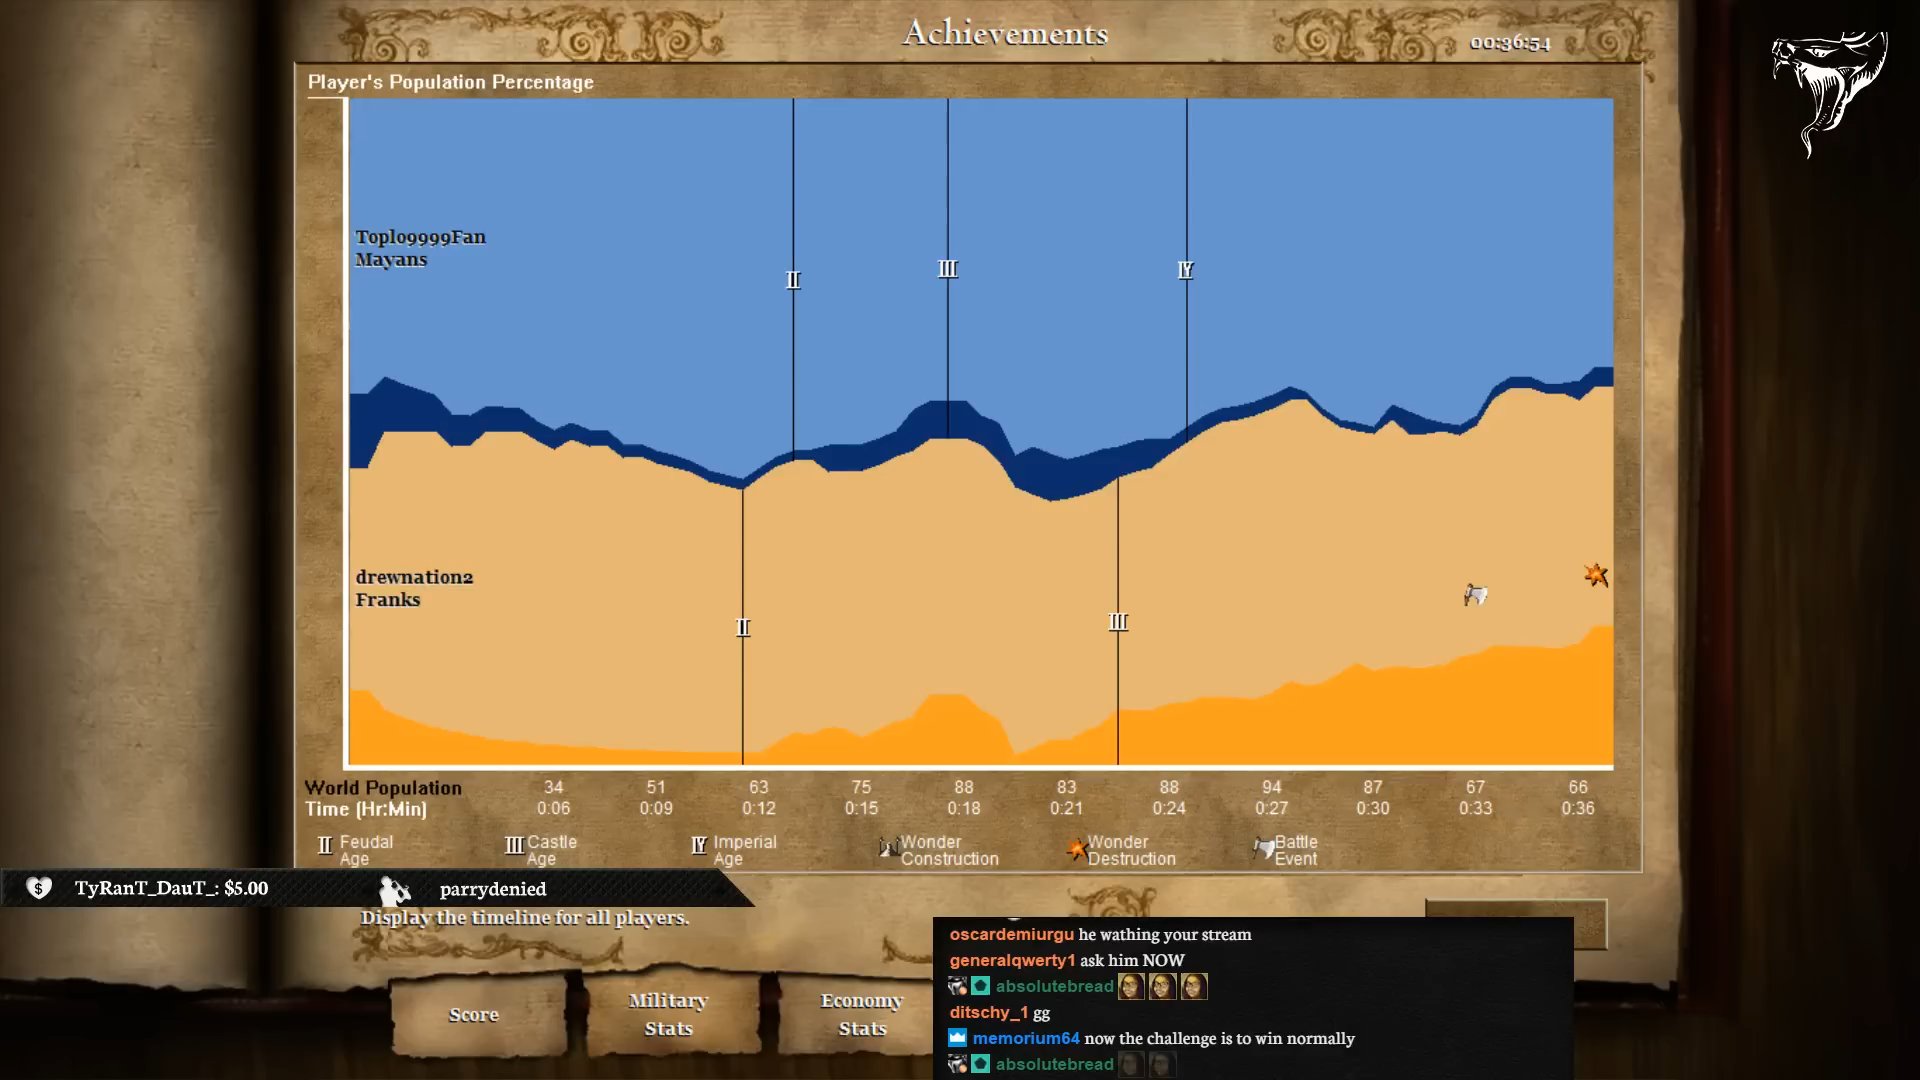 Achievements
00:36:54
Player's Population Percentage
Toplo9999Fan
Mayans
II
III
IV
drewnation2
Franks
II
III
World Population 34 51 63 75 88 83 88 94 87 67 66
Time (Hr:Min) 0:06 0:09 0:12 0:15 0:18 0:21 0:24 0:27 0:30 0:33 0:36
II Feudal Age
III Castle Age
IV Imperial Age
Wonder Construction
Wonder Destruction
Battle Event
TyRanT_DauT_: $5.00
parrydenied
Display the timeline for all players.
Score
Military Stats
Economy Stats
oscardemiurgu he wathing your stream
generalqwerty1 ask him NOW
absolutebread
ditschy_1 gg
memorium64 now the challenge is to win normally
absolutebread